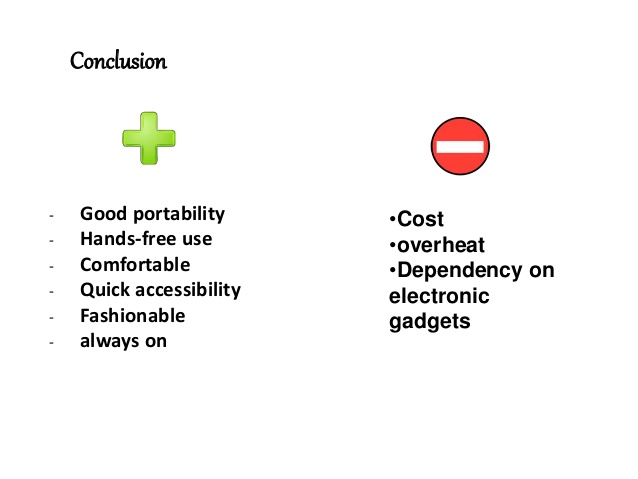 Conclusion
- Good portability
- Hands-free use
- Comfortable
- Quick accessibility
- Fashionable
- always on
•Cost
•overheat
•Dependency on
electronic
gadgets